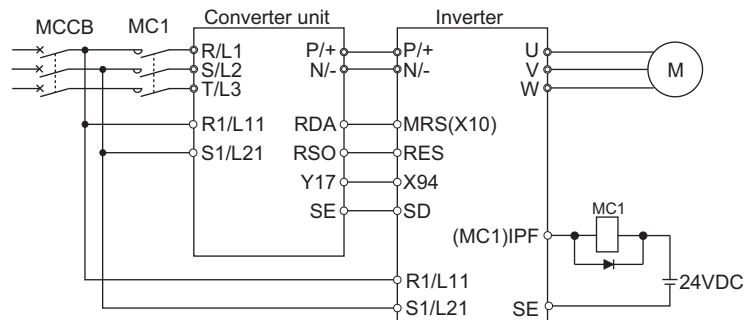 Converter unit Inverter
MCCB MC1
R/L1 P/+ P/+ U
S/L2 N/- N/- V M
T/L3 W
R1/L11 RDA MRS(X10)
S1/L21 RSO RES
Y17 X94
SE SD
MC1
(MC1)IPF
R1/L11 24VDC
S1/L21 SE